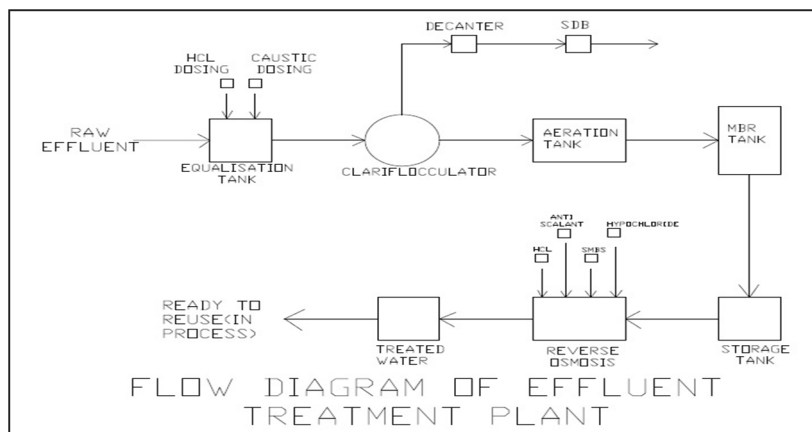 DECANTER
SDB
HCL
DOSING
CAUSTIC
DOSING
RAW
EFFLUENT
EQUALISATION
TANK
CLARIFLOCCULATOR
AERATION
TANK
MBR
TANK
ANTI
SCALANT
HYPOCHLORIDE
HCL
SMBS
READY TO
REUSE(IN
PROCESS)
TREATED
WATER
REVERSE
OSMOSIS
STORAGE
TANK
FLOW DIAGRAM OF EFFLUENT
TREATMENT PLANT